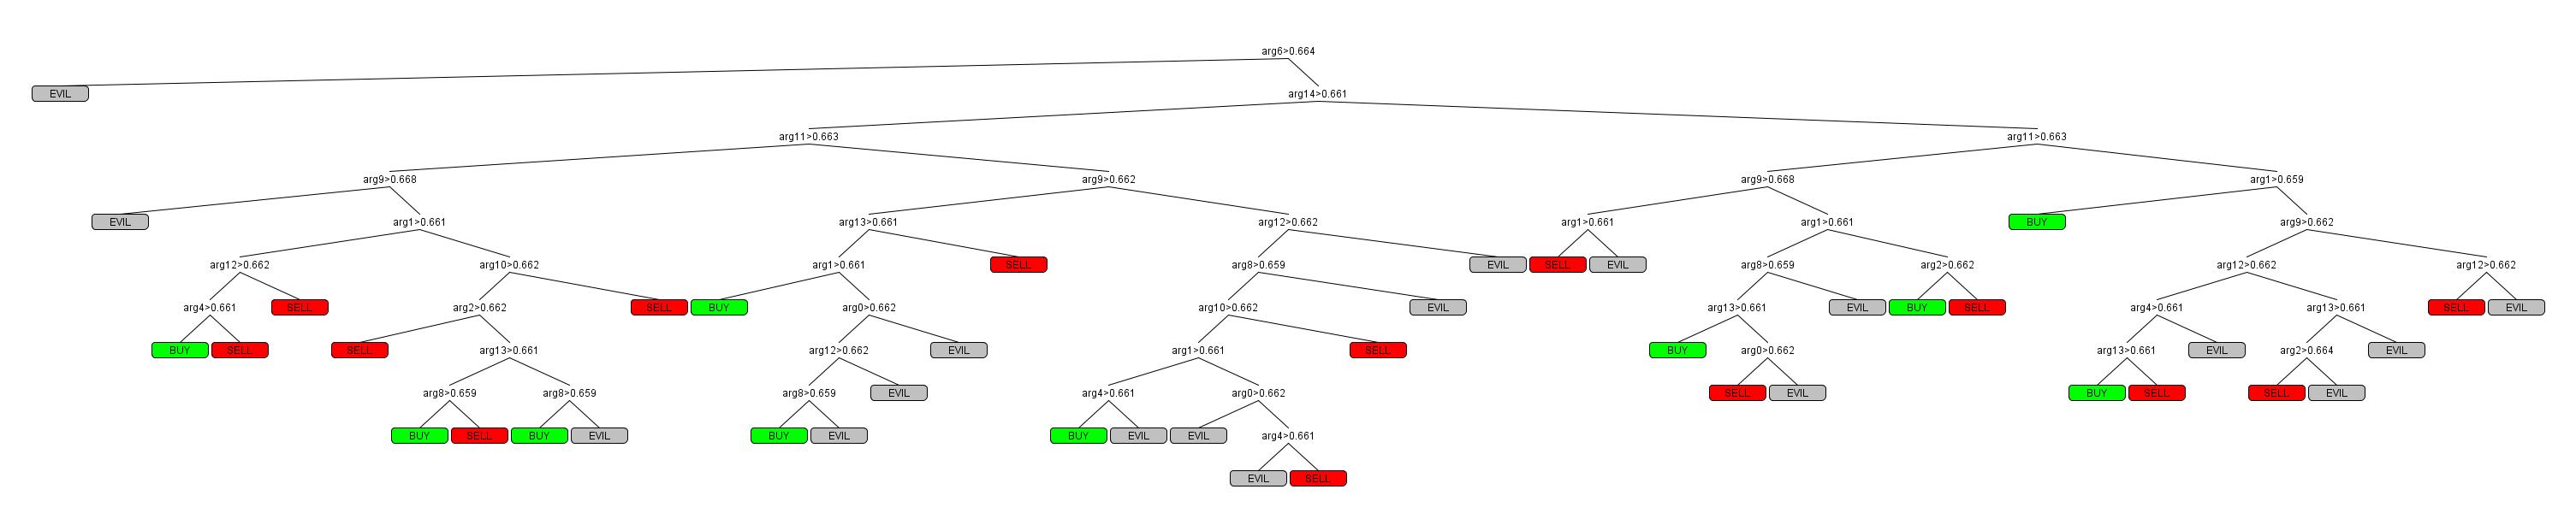 arg6>0.664
EVIL
arg14>0.661
arg11>0.663 arg11>0.663
arg9>0.668 arg9>0.662 arg9>0.668 arg1>0.659
EVIL arg1>0.661 arg13>0.661 arg12>0.662 arg1>0.661 arg1>0.661 BUY arg9>0.662
arg12>0.662 arg10>0.662 arg1>0.661 SELL arg8>0.659 EVIL SELL EVIL arg8>0.659 arg2>0.662 arg12>0.662 arg12>0.662
arg4>0.661 SELL arg2>0.662 SELL BUY arg0>0.662 arg10>0.662 EVIL arg13>0.661 EVIL BUY SELL arg4>0.661 arg13>0.661 SELL EVIL
BUY SELL SELL arg13>0.661 arg12>0.662 EVIL arg1>0.661 SELL BUY arg0>0.662 arg13>0.661 EVIL arg2>0.664 EVIL
arg8>0.659 arg8>0.659 arg8>0.659 EVIL arg4>0.661 arg0>0.662 SELL EVIL BUY SELL SELL EVIL
BUY SELL BUY EVIL BUY EVIL BUY EVIL EVIL arg4>0.661
EVIL SELL